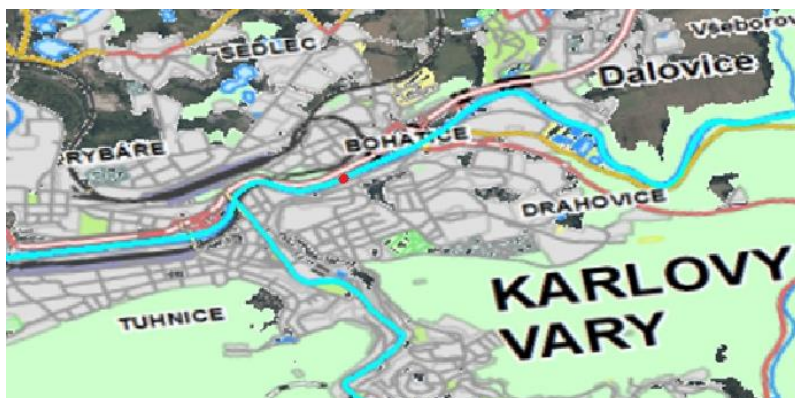 Všeborov
SEDLEC
Dalovice
BOHATICE
RYBÁŘE
DRAHOVICE
KARLOVY
VARY
TUHNICE